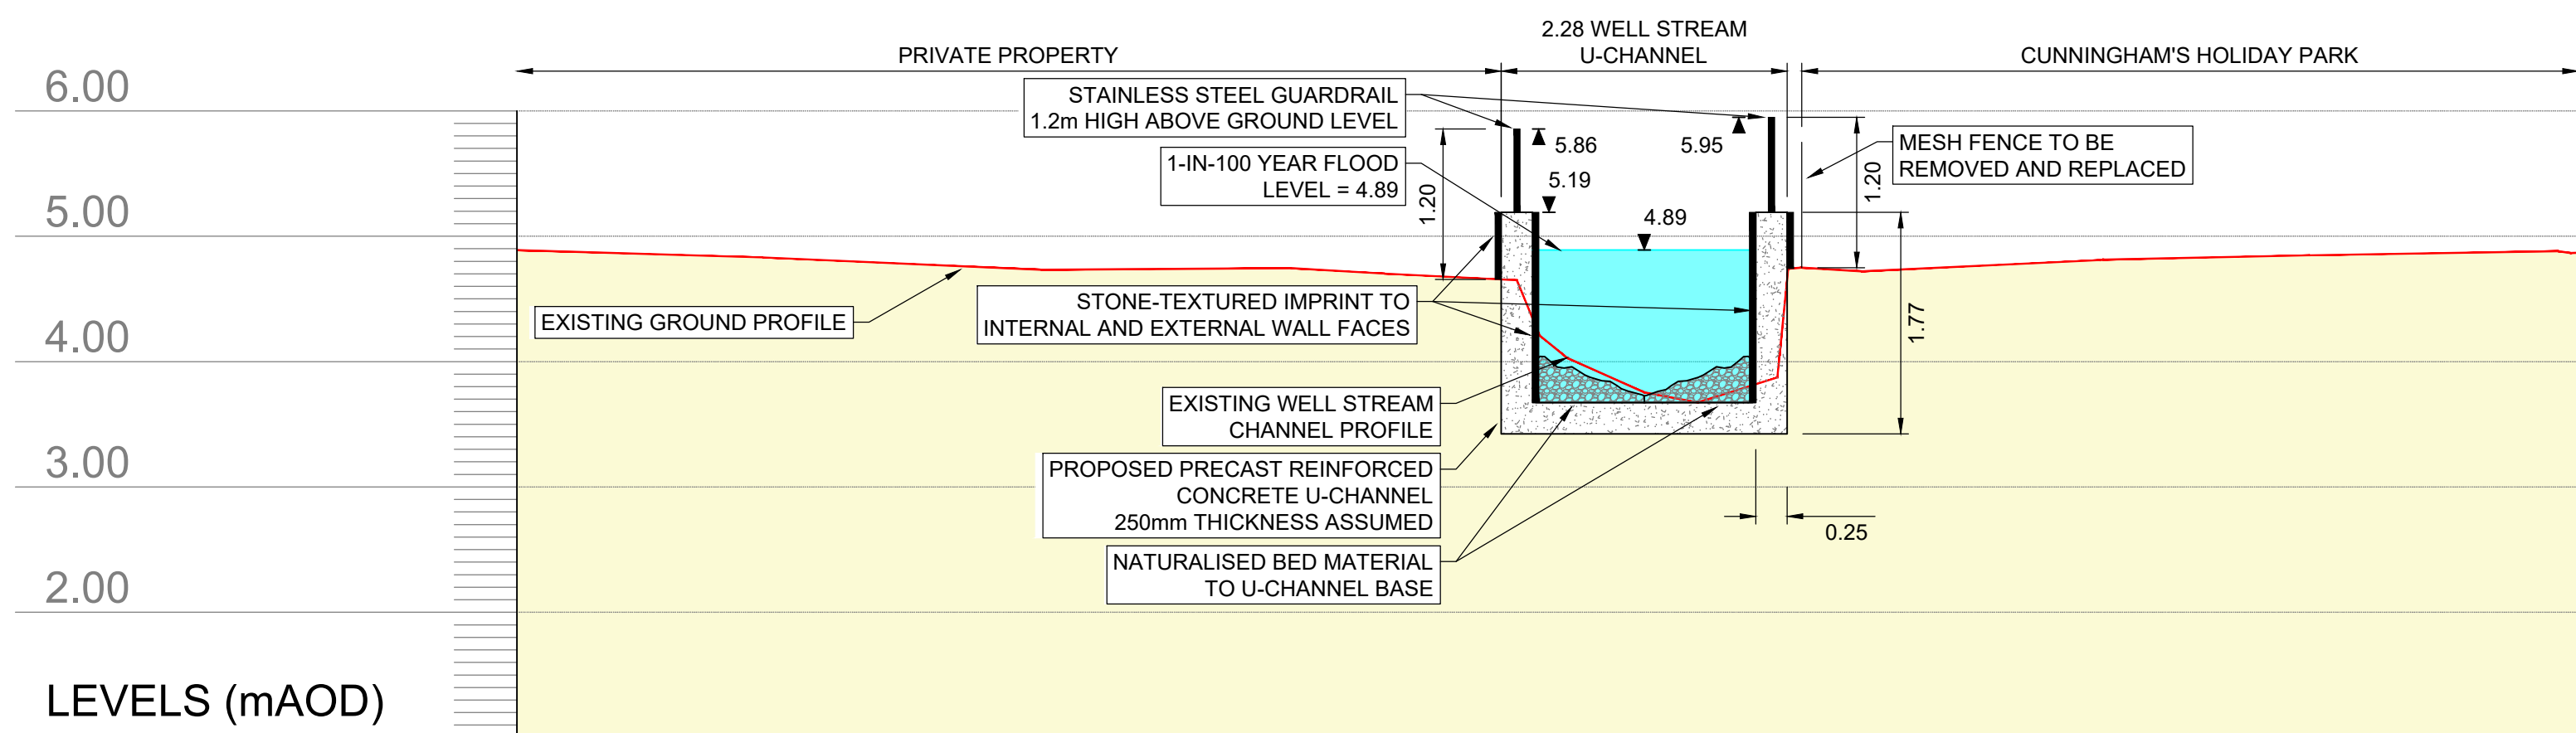 2.28 WELL STREAM
U-CHANNEL
PRIVATE PROPERTY
CUNNINGHAM'S HOLIDAY PARK
6.00
STAINLESS STEEL GUARDRAIL
1.2m HIGH ABOVE GROUND LEVEL
5.86
5.95
MESH FENCE TO BE
REMOVED AND REPLACED
1-IN-100 YEAR FLOOD
LEVEL = 4.89
1.20
5.19
1.20
5.00
4.89
STONE-TEXTURED IMPRINT TO
INTERNAL AND EXTERNAL WALL FACES
EXISTING GROUND PROFILE
1.77
4.00
EXISTING WELL STREAM
CHANNEL PROFILE
3.00
PROPOSED PRECAST REINFORCED
CONCRETE U-CHANNEL
250mm THICKNESS ASSUMED
0.25
NATURALISED BED MATERIAL
TO U-CHANNEL BASE
2.00
LEVELS (mAOD)